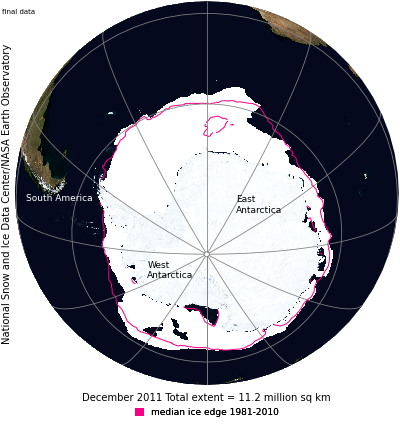 final data
National Snow and Ice Data Center/NASA Earth Observatory
South America
East
Antarctica
West
Antarctica
December 2011 Total extent = 11.2 million sq km
median ice edge 1981-2010